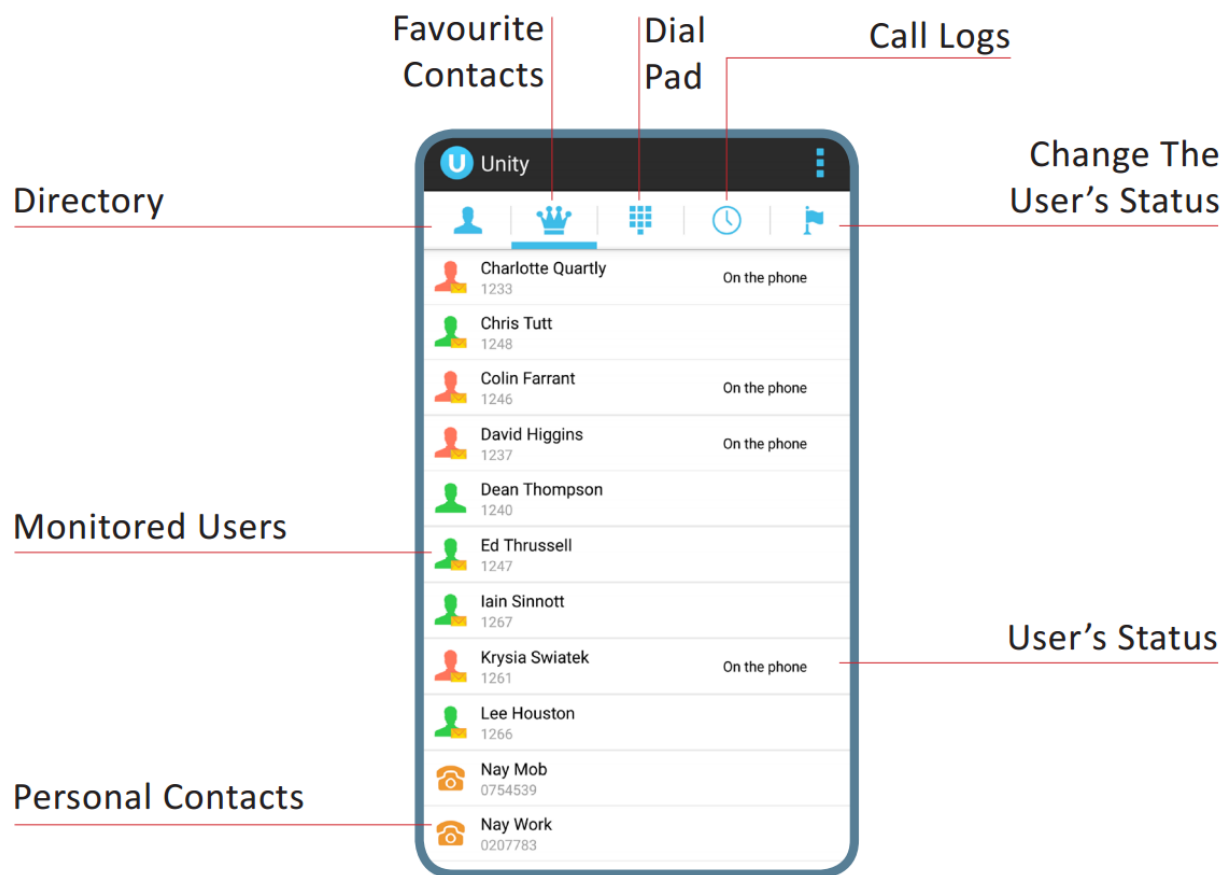 Favourite
Contacts
Dial
Pad
Call Logs
Change The
User’s Status
Directory
U Unity
Charlotte Quartly
1233
On the phone
Chris Tutt
1248
Colin Farrant
1246
On the phone
David Higgins
1237
On the phone
Dean Thompson
1240
Monitored Users
Ed Thrussell
1247
Iain Sinnott
1267
User’s Status
Krysia Swiatek
1261
On the phone
Lee Houston
1266
Nay Mob
0754539
Personal Contacts
Nay Work
0207783